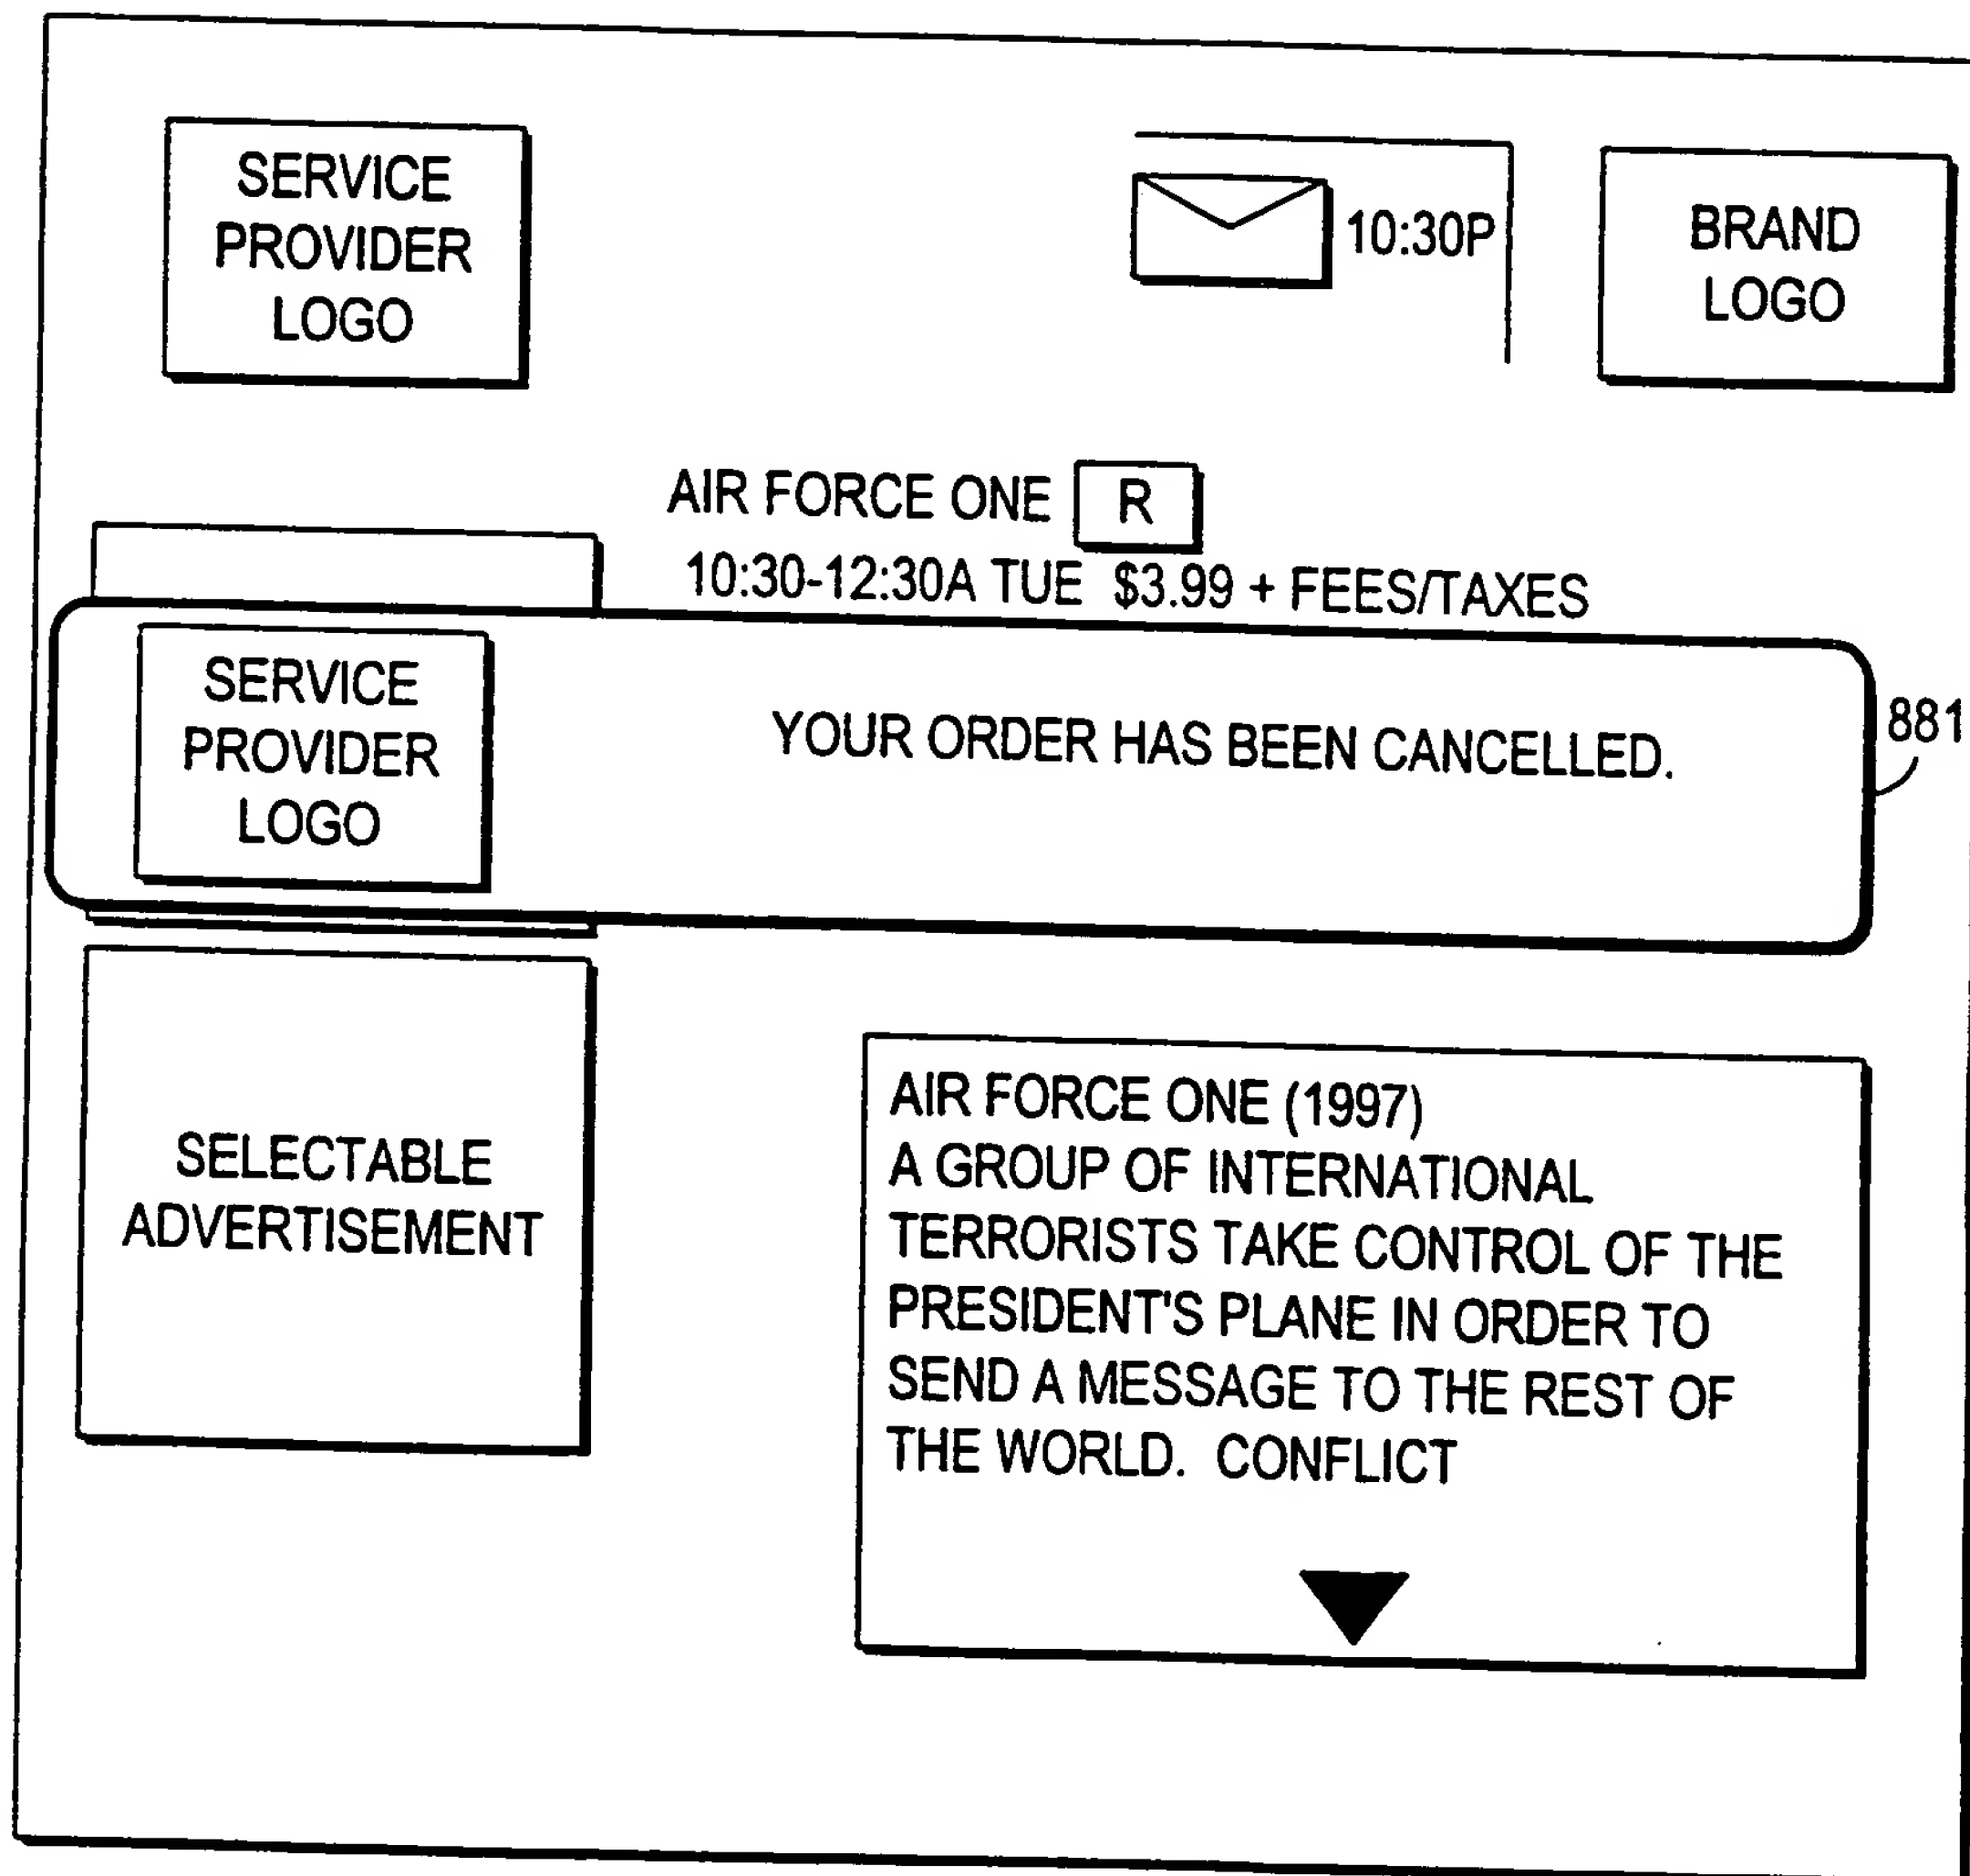 SERVICE
PROVIDER
LOGO
10:30P
BRAND
LOGO
AIR FORCE ONE R
10:30-12:30A TUE $3.99 + FEES/TAXES
SERVICE
PROVIDER
LOGO
YOUR ORDER HAS BEEN CANCELLED.
881
SELECTABLE
ADVERTISEMENT
AIR FORCE ONE (1997)
A GROUP OF INTERNATIONAL
TERRORISTS TAKE CONTROL OF THE
PRESIDENT'S PLANE IN ORDER TO
SEND A MESSAGE TO THE REST OF
THE WORLD. CONFLICT